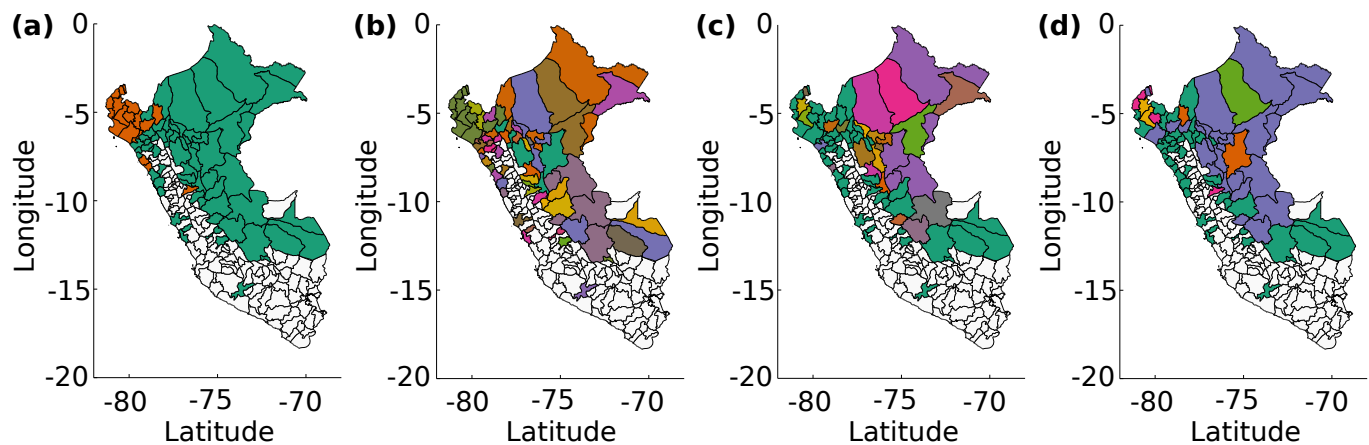 (a) (b) (c) (d)
0 0 0 0
-5 -5 -5 -5
-10 -10 -10 -10
-15 -15 -15 -15
-20 -20 -20 -20
Longitude Longitude Longitude Longitude
-80 -75 -70 -80 -75 -70 -80 -75 -70 -80 -75 -70
Latitude Latitude Latitude Latitude